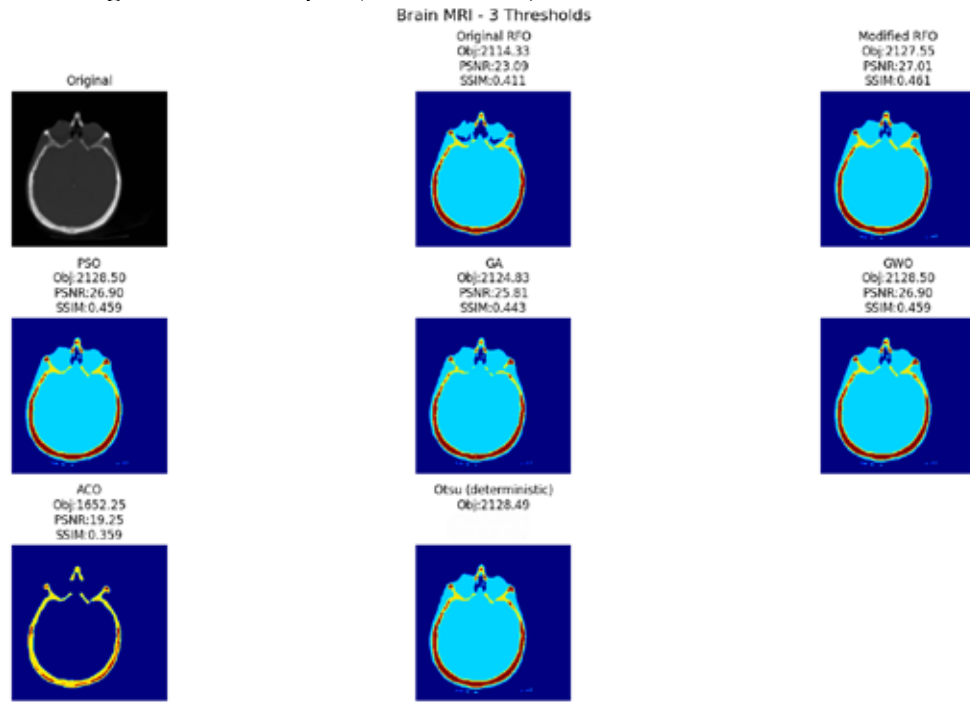 Brain MRI - 3 Thresholds
Original
Original RFO
Obj:2114.33
PSNR:23.09
SSIM:0.411
Modified RFO
Obj:2127.55
PSNR:27.01
SSIM:0.461
PSO
Obj:2128.50
PSNR:26.90
SSIM:0.459
GA
Obj:2124.83
PSNR:25.81
SSIM:0.443
GWO
Obj:2128.50
PSNR:26.90
SSIM:0.459
ACO
Obj:1652.25
PSNR:19.25
SSIM:0.359
Otsu (deterministic)
Obj:2128.49